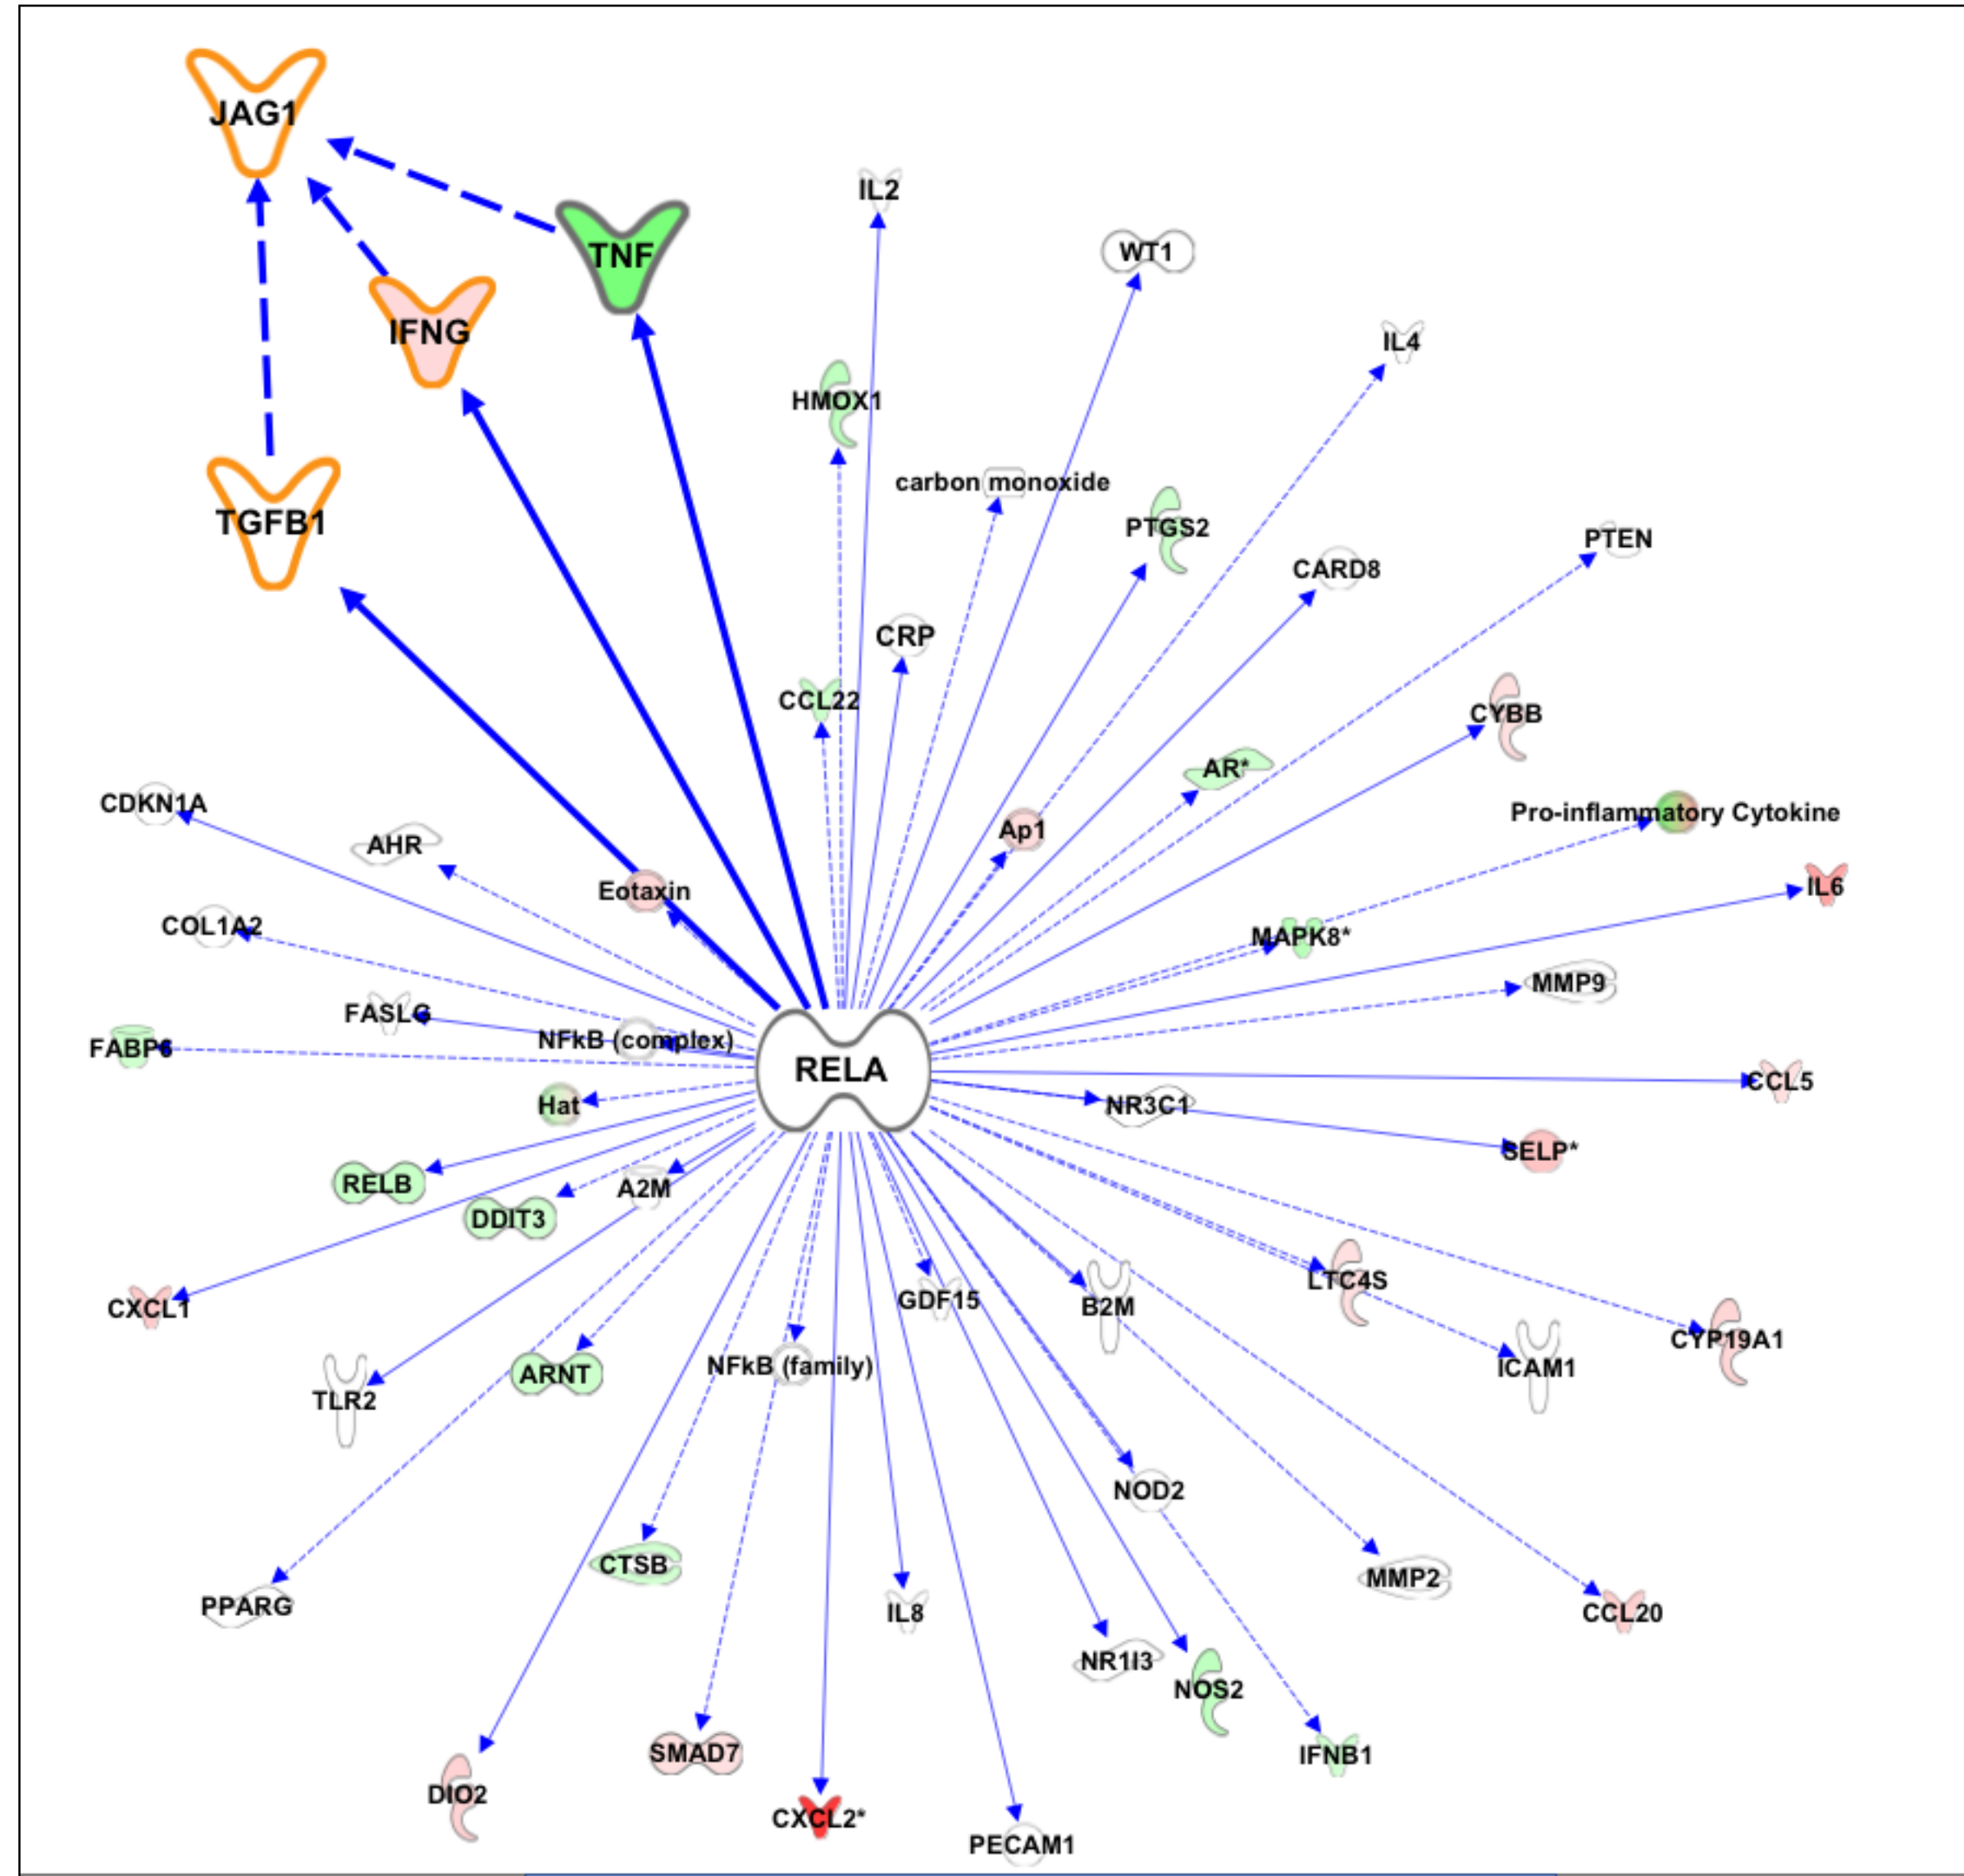 JAG1
IL2
WT1
TNF
IFNG
IL4
HMOX1
carbon monoxide
TGFB1
PTGS2
PTEN
CARD8
CRP
CCL22
CYBB
AR*
CDKN1A
Pro-inflammatory Cytokine
Ap1
AHR
IL6
Eotaxin
COL1A2
MAPK8*
MMP9
FASLG
NFkB (complex)
FABP6
RELA
CCL5
Hat
NR3C1
SELP*
RELB
A2M
DDIT3
LTC4S
GDF15
B2M
CXCL1
CYP19A1
NFkB (family)
ICAM1
ARNT
TLR2
NOD2
CTSB
MMP2
PPARG
IL8
CCL20
NR1I3
NOS2
SMAD7
IFNB1
DIO2
CXCL2*
PECAM1